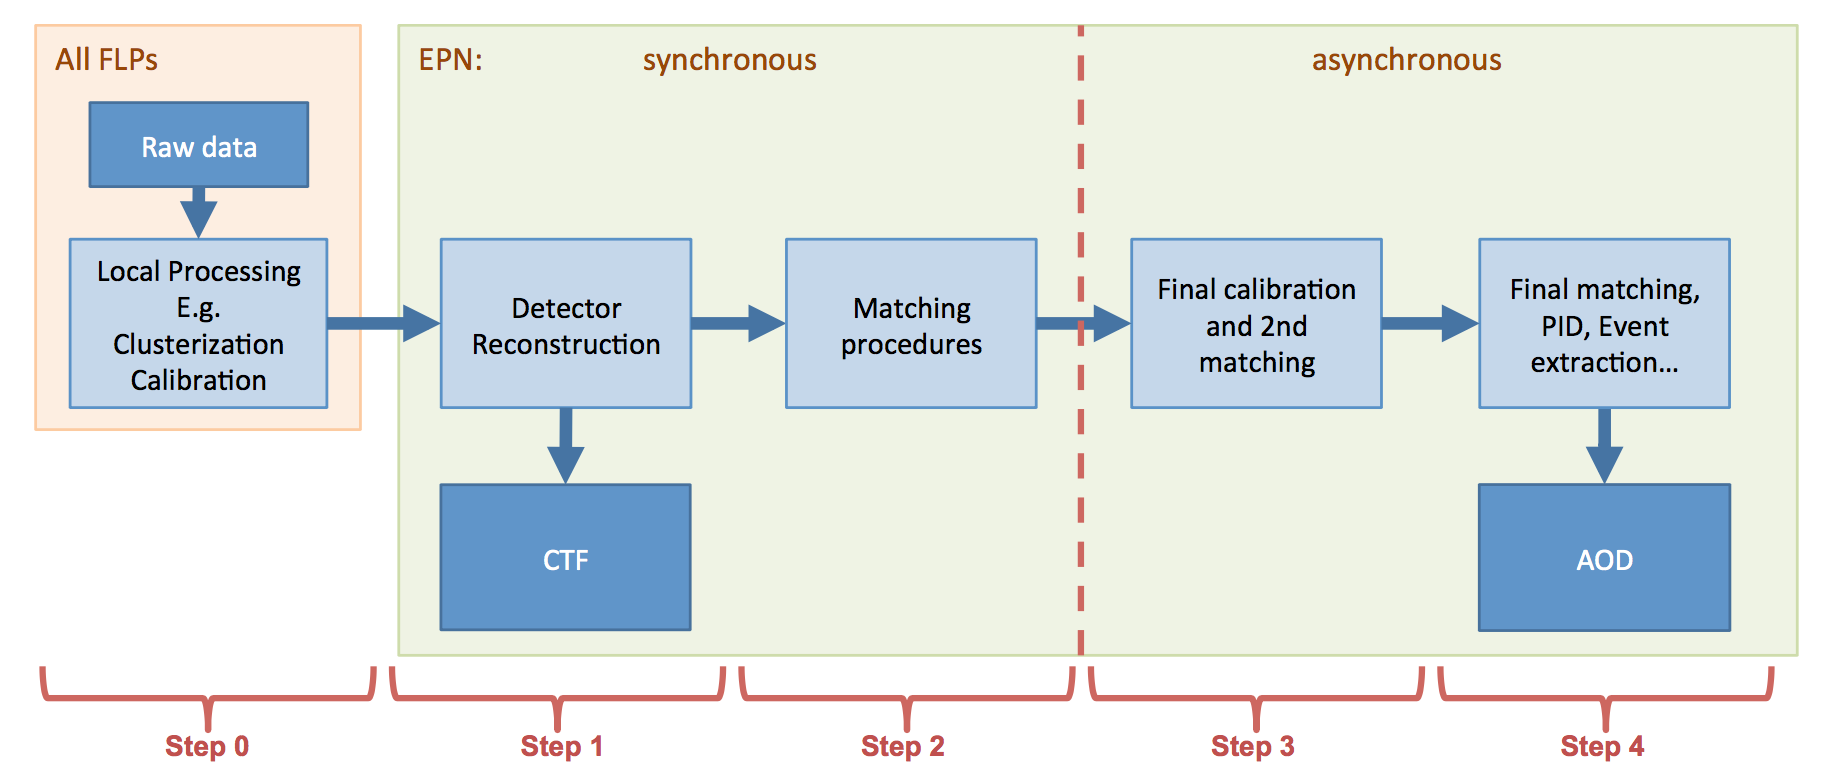 All FLPs
EPN:
synchronous
asynchronous
Raw data
Local Processing
E.g.
Clusterization
Calibration
Detector
Reconstruction
Matching
procedures
Final calibration
and 2nd
matching
Final matching,
PID, Event
extraction...
CTF
AOD
Step 0
Step 1
Step 2
Step 3
Step 4